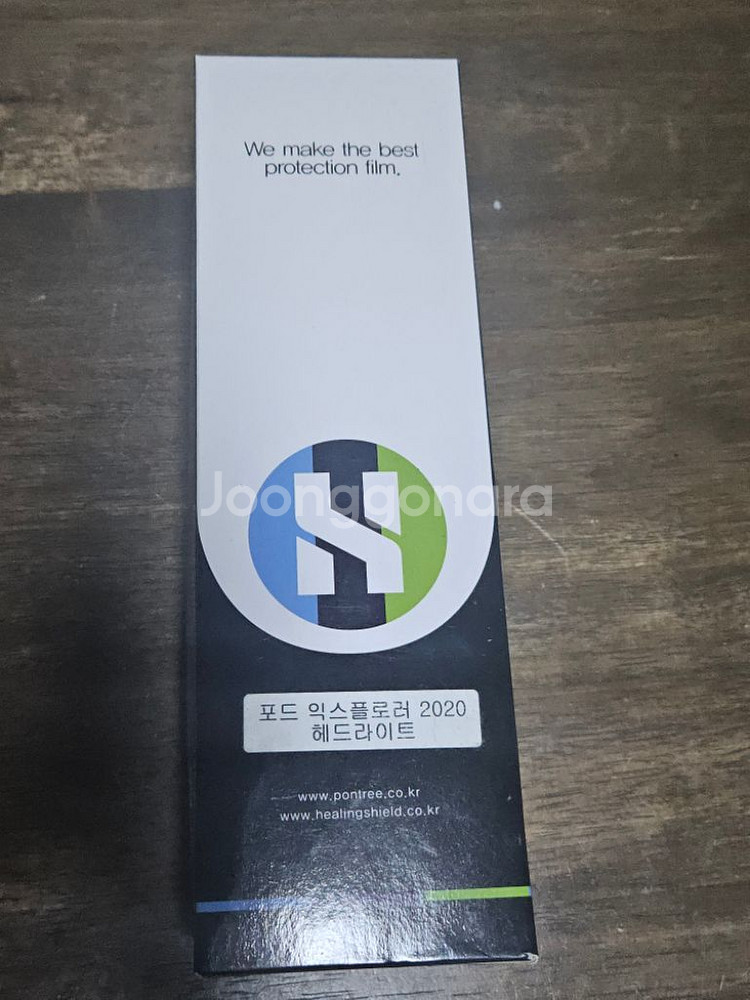 We make the best
protection film.
Joonggonara
포드 익스플로러 2020
헤드라이트
www.pontree.co.kr
www.healingshield.co.kr